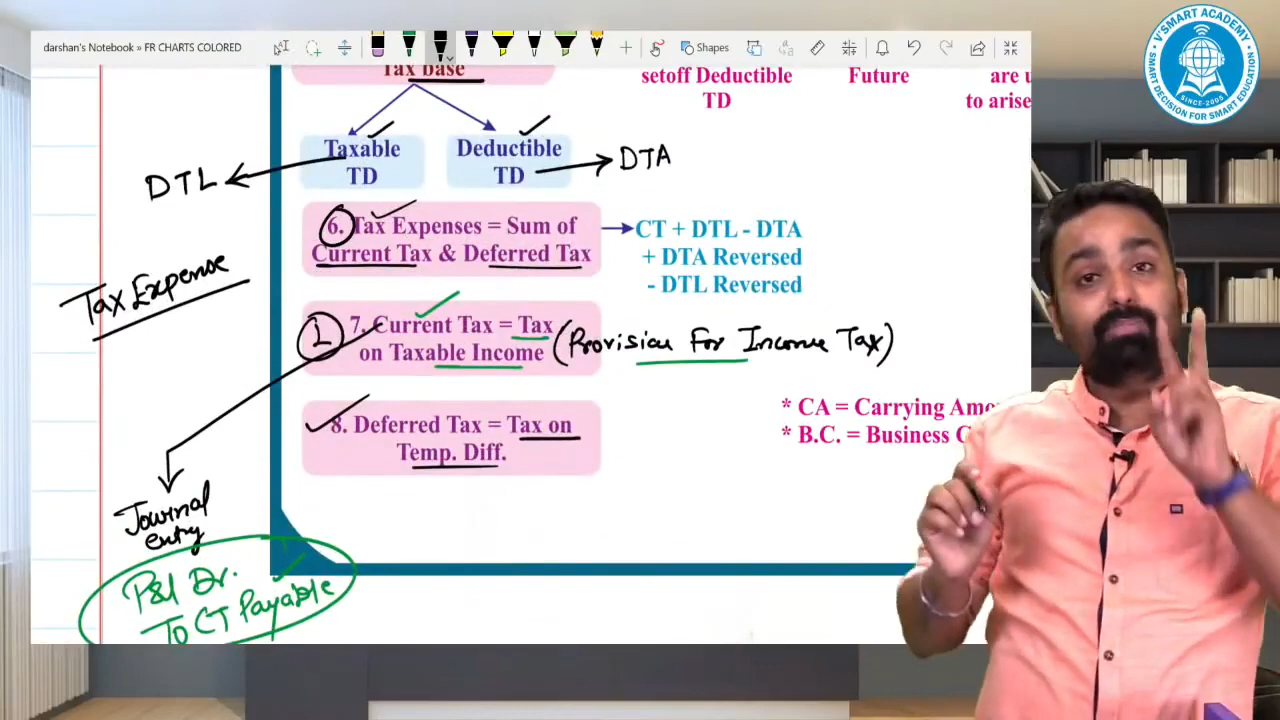 darshan's Notebook » FR CHARTS COLORED
Shapes
V'SMART ACADEMY
SINCE-2005
SMART DECISION FOR SMART EDUCATION
Tax base
setoff Deductible
TD
Future
are u
to arise
Taxable
TD
Deductible
TD
DTL
DTA
6. Tax Expenses = Sum of
Current Tax & Deferred Tax
CT + DTL - DTA
+ DTA Reversed
- DTL Reversed
Tax Expense
1
7. Current Tax = Tax
on Taxable Income
(Provision For Income Tax)
8. Deferred Tax = Tax on
Temp. Diff.
* CA = Carrying Amo
* B.C. = Business C
Journal
entry
P&l Dr.
To CT Payable